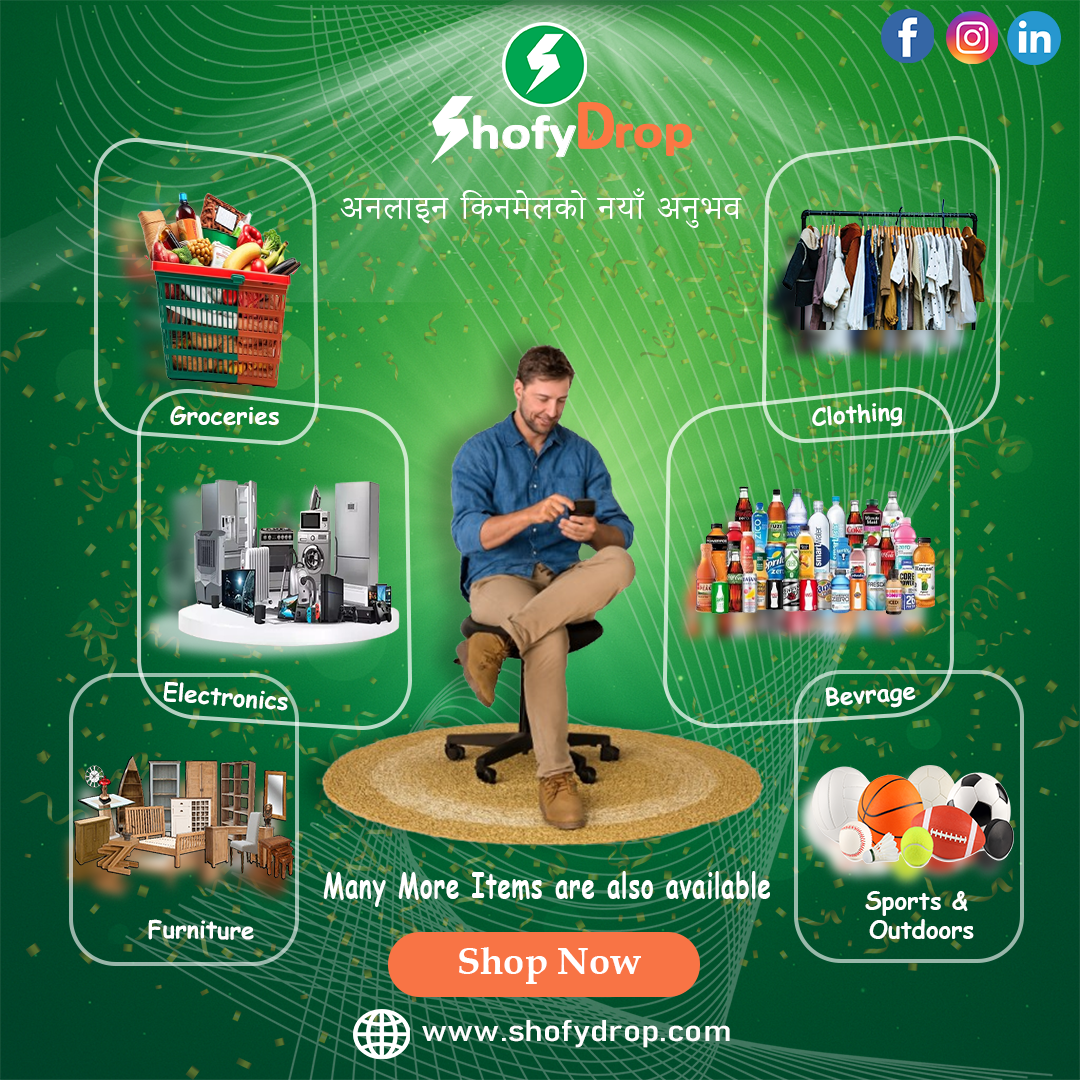 ShofyDrop
अनलाइन किनमेलको नयाँ अनुभव
Groceries
Clothing
Electronics
Bevrage
Furniture
Sports &
Outdoors
Many More Items are also available
Shop Now
www.shofydrop.com